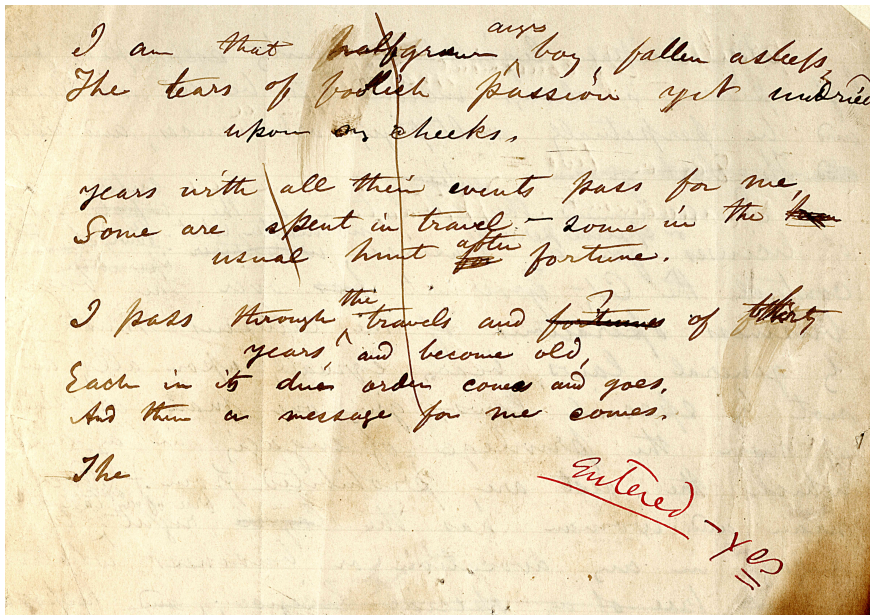 I am that halfgrown angry boy, fallen asleep,
The tears of foolish passion yet undried
upon my cheeks.
years with all their events pass for me,
Some are spent in travel – some in the
usual hunt after fortune.
I pass through the travels and fortunes of thirty
years, and become old,
Each in its due order comes and goes,
And then a message for me comes.
The
Entered – Yes